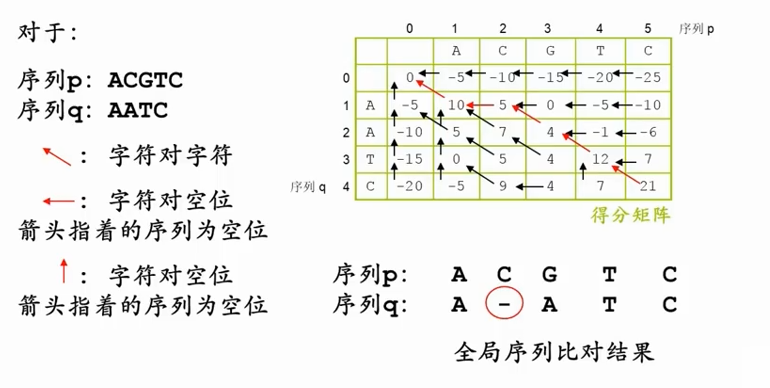 对于:
序列p: ACGTC
序列q: AATC
: 字符对字符
: 字符对空位
箭头指着的序列为空位
: 字符对空位
箭头指着的序列为空位
0 1 2 3 4 5 序列 p
A C G T C
0 0 -5 -10 -15 -20 -25
1 A -5 10 5 0 -5 -10
2 A -10 5 7 4 -1 -6
3 T -15 0 5 4 12 7
序列 q 4 C -20 -5 9 4 7 21
得分矩阵
序列p: A C G T C
序列q: A - A T C
全局序列比对结果